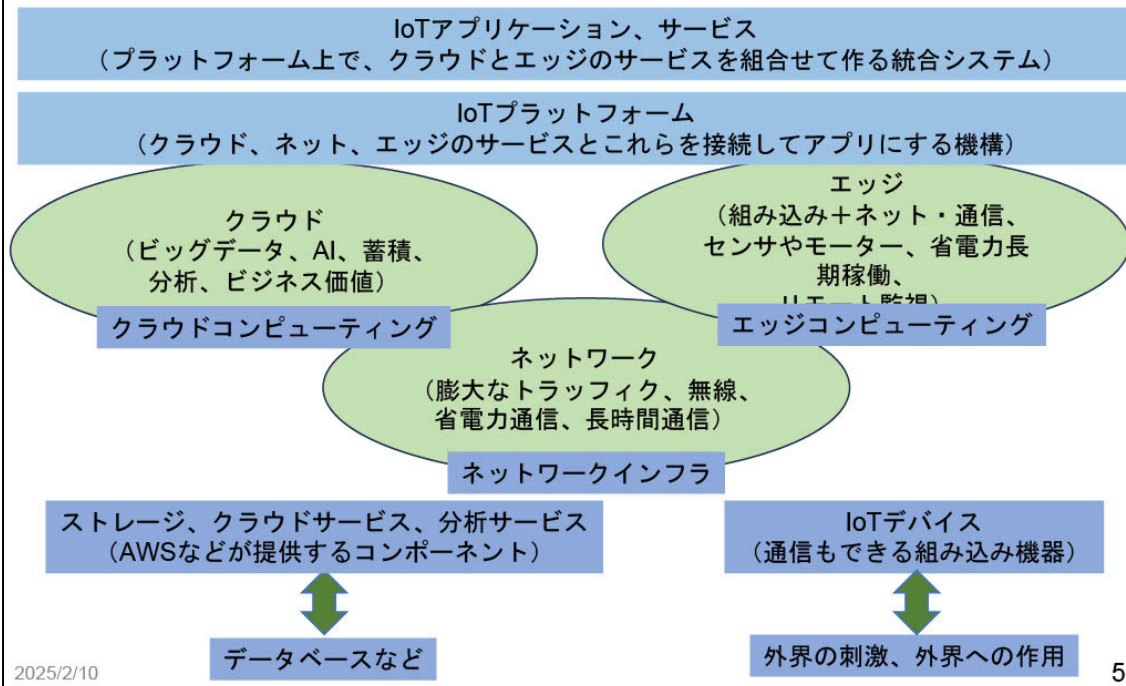 IoTアプリケーション、サービス
（プラットフォーム上で、クラウドとエッジのサービスを組合せて作る統合システム）
IoTプラットフォーム
（クラウド、ネット、エッジのサービスとこれらを接続してアプリにする機構）
クラウド
（ビッグデータ、AI、蓄積、
分析、ビジネス価値）
クラウドコンピューティング
エッジ
（組み込み＋ネット・通信、
センサやモーター、省電力長
期稼働、
リモート監視）
エッジコンピューティング
ネットワーク
（膨大なトラッフィク、無線、
省電力通信、長時間通信）
ネットワークインフラ
ストレージ、クラウドサービス、分析サービス
（AWSなどが提供するコンポーネント）
データベースなど
IoTデバイス
（通信もできる組み込み機器）
外界の刺激、外界への作用
2025/2/10
5